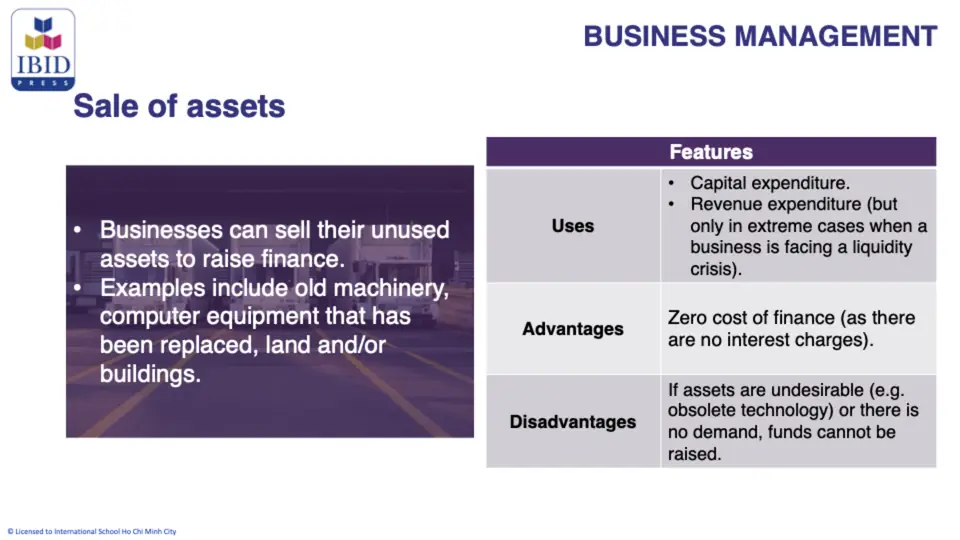 IBID
PRESS
BUSINESS MANAGEMENT
Sale of assets
• Businesses can sell their unused
assets to raise finance.
• Examples include old machinery,
computer equipment that has
been replaced, land and/or
buildings.
Features
Uses
• Capital expenditure.
• Revenue expenditure (but
only in extreme cases when a
business is facing a liquidity
crisis).
Advantages
Zero cost of finance (as there
are no interest charges).
Disadvantages
If assets are undesirable (e.g.
obsolete technology) or there is
no demand, funds cannot be
raised.
© Licensed to International School Ho Chi Minh City